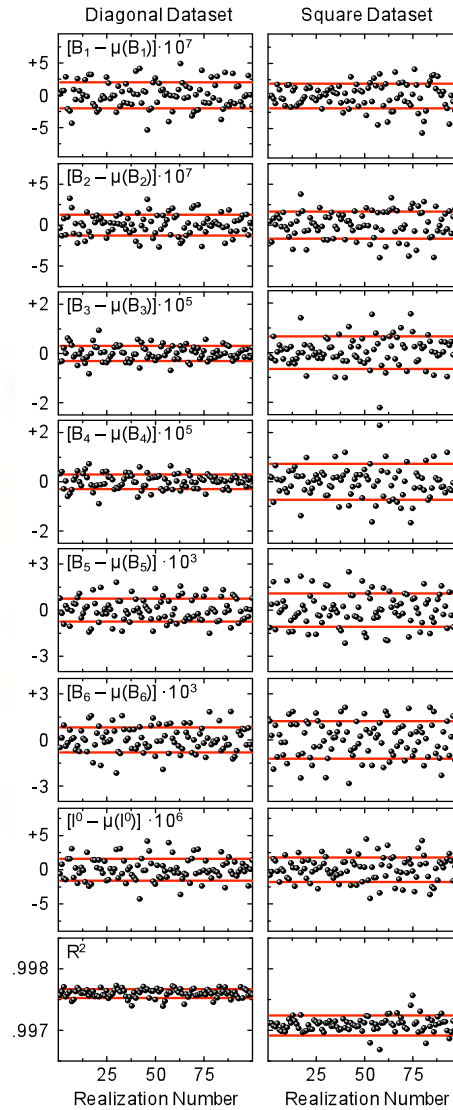 Diagonal Dataset Square Dataset
[B₁ – μ(B₁)]·10⁷
+5
0
-5
[B₂ – μ(B₂)]·10⁷
+5
0
-5
[B₃ – μ(B₃)]·10⁵
+2
0
-2
[B₄ – μ(B₄)]·10⁵
+2
0
-2
[B₅ – μ(B₅)]·10³
+3
0
-3
[B₆ – μ(B₆)]·10³
+3
0
-3
[I⁰ – μ(I⁰)]·10⁶
+5
0
-5
R²
.998
.997
25 50 75 25 50 75
Realization Number Realization Number